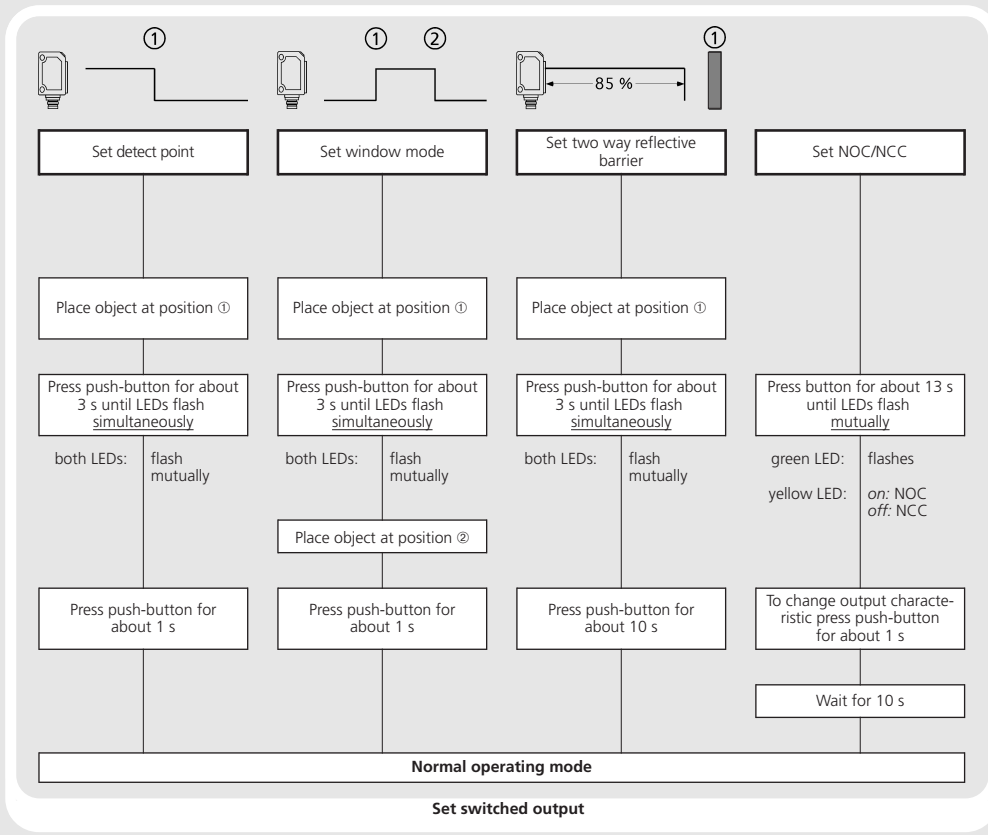 ① ① ② ①
85 %
Set detect point
Set window mode
Set two way reflective
barrier
Set NOC/NCC
Place object at position ①
Place object at position ①
Place object at position ①
Press push-button for about
3 s until LEDs flash
simultaneously
Press push-button for about
3 s until LEDs flash
simultaneously
Press push-button for about
3 s until LEDs flash
simultaneously
Press button for about 13 s
until LEDs flash
mutually
both LEDs: flash
mutually
both LEDs: flash
mutually
both LEDs: flash
mutually
green LED: flashes
yellow LED: on: NOC
off: NCC
Place object at position ②
Press push-button for
about 1 s
Press push-button for
about 1 s
Press push-button for
about 10 s
To change output characte-
ristic press push-button
for about 1 s
Wait for 10 s
Normal operating mode
Set switched output